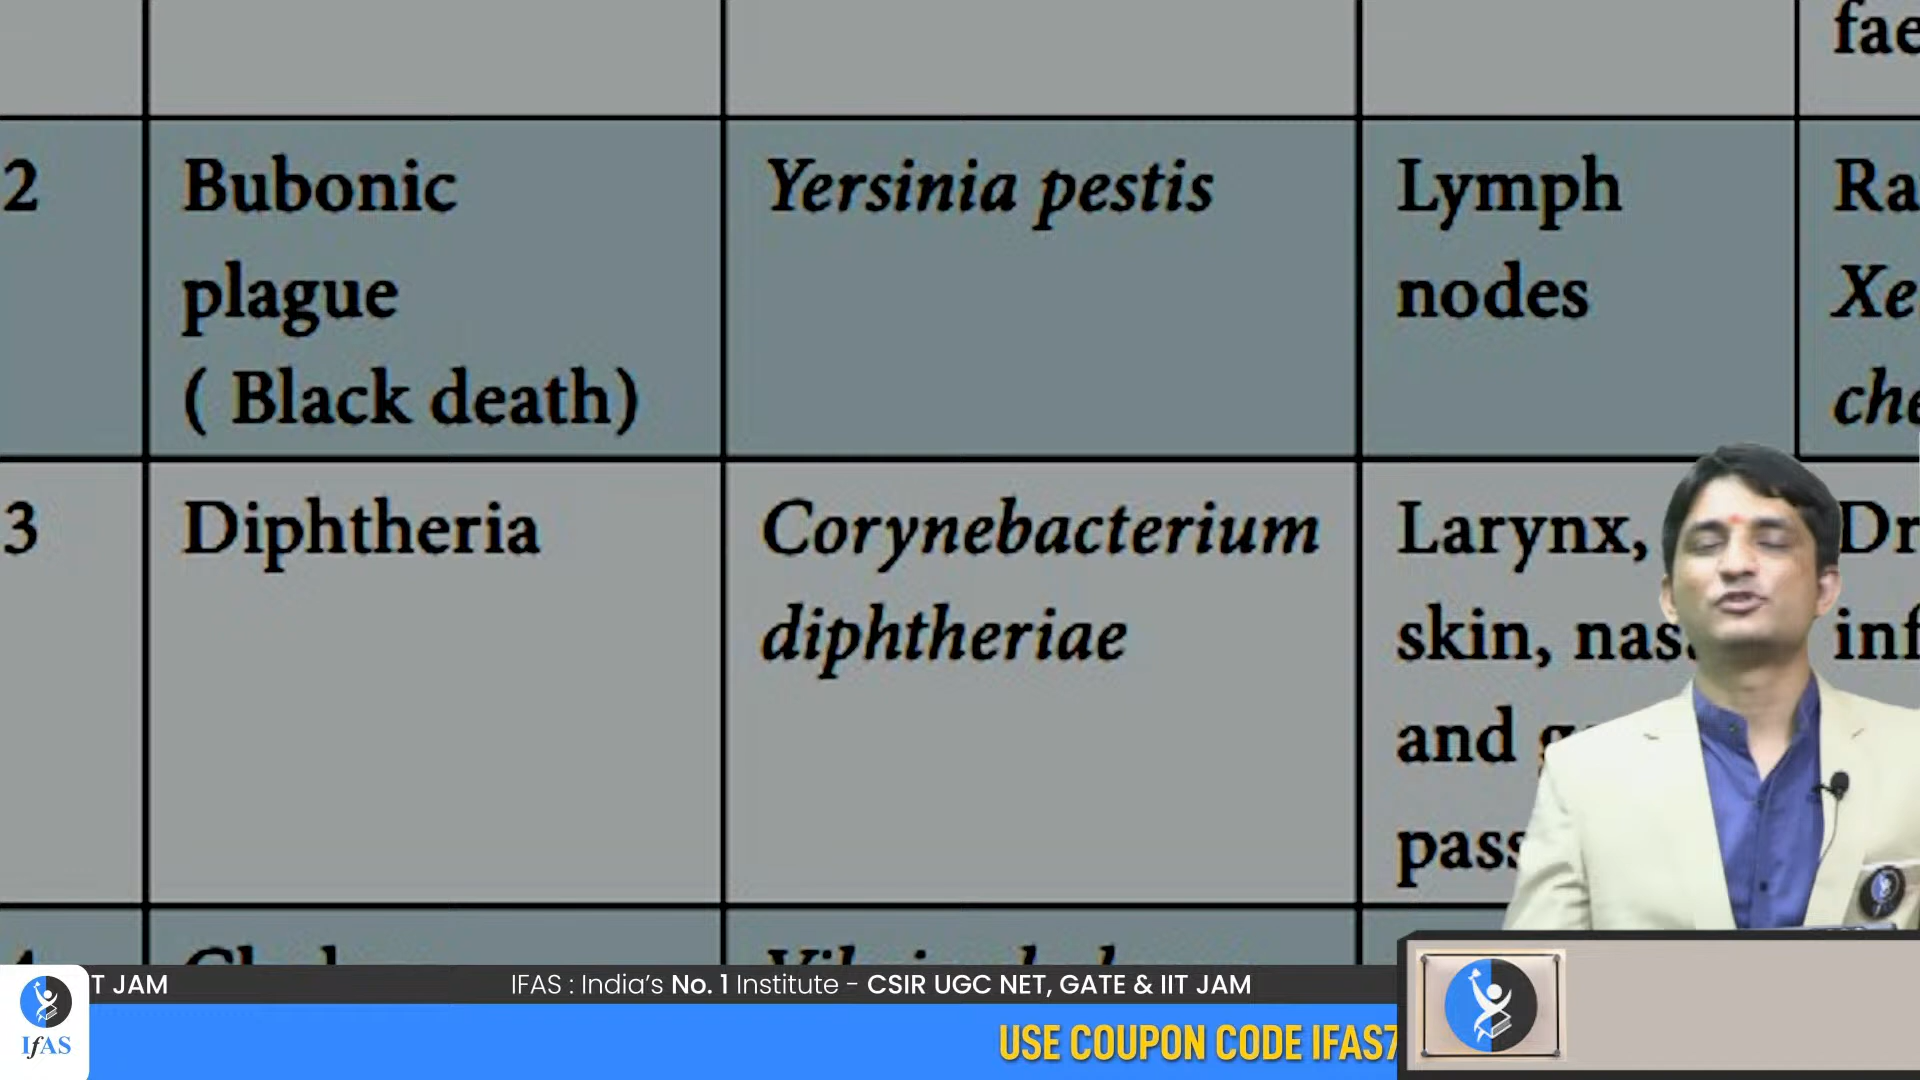 2
Bubonic
plague
( Black death)
Yersinia pestis
Lymph
nodes
3
Diphtheria
Corynebacterium
diphtheriae
Larynx,
skin,
and
T JAM
IFAS : India's No. 1 Institute - CSIR UGC NET, GATE & IIT JAM
USE COUPON CODE IFAS7
IfAS